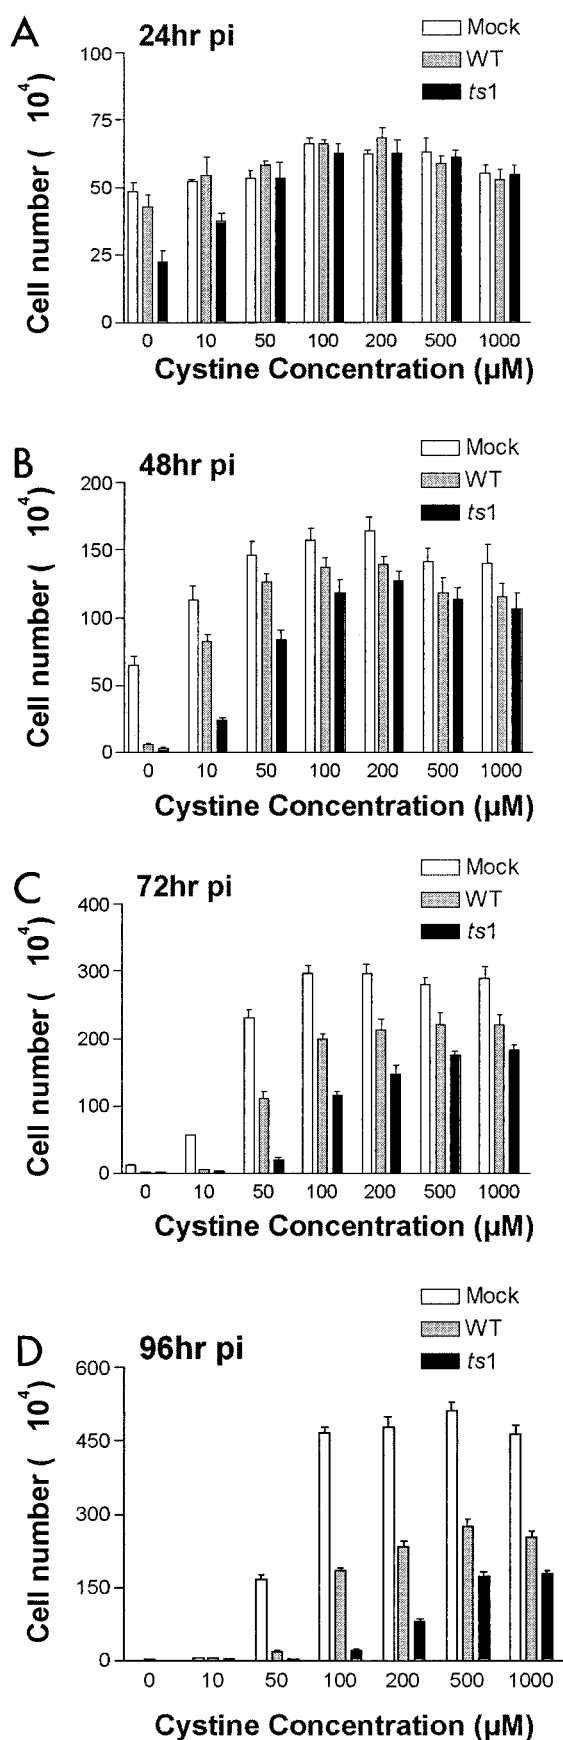 A
24hr pi
Mock
WT
ts1
Cell number ( 10⁴)
100
75
50
25
0
0 10 50 100 200 500 1000
Cystine Concentration (µM)
B
48hr pi
Mock
WT
ts1
Cell number ( 10⁴)
200
150
100
50
0
0 10 50 100 200 500 1000
Cystine Concentration (µM)
C
72hr pi
Mock
WT
ts1
Cell number ( 10⁴)
400
300
200
100
0
0 10 50 100 200 500 1000
Cystine Concentration (µM)
D
96hr pi
Mock
WT
ts1
Cell number ( 10⁴)
600
450
300
150
0
0 10 50 100 200 500 1000
Cystine Concentration (µM)